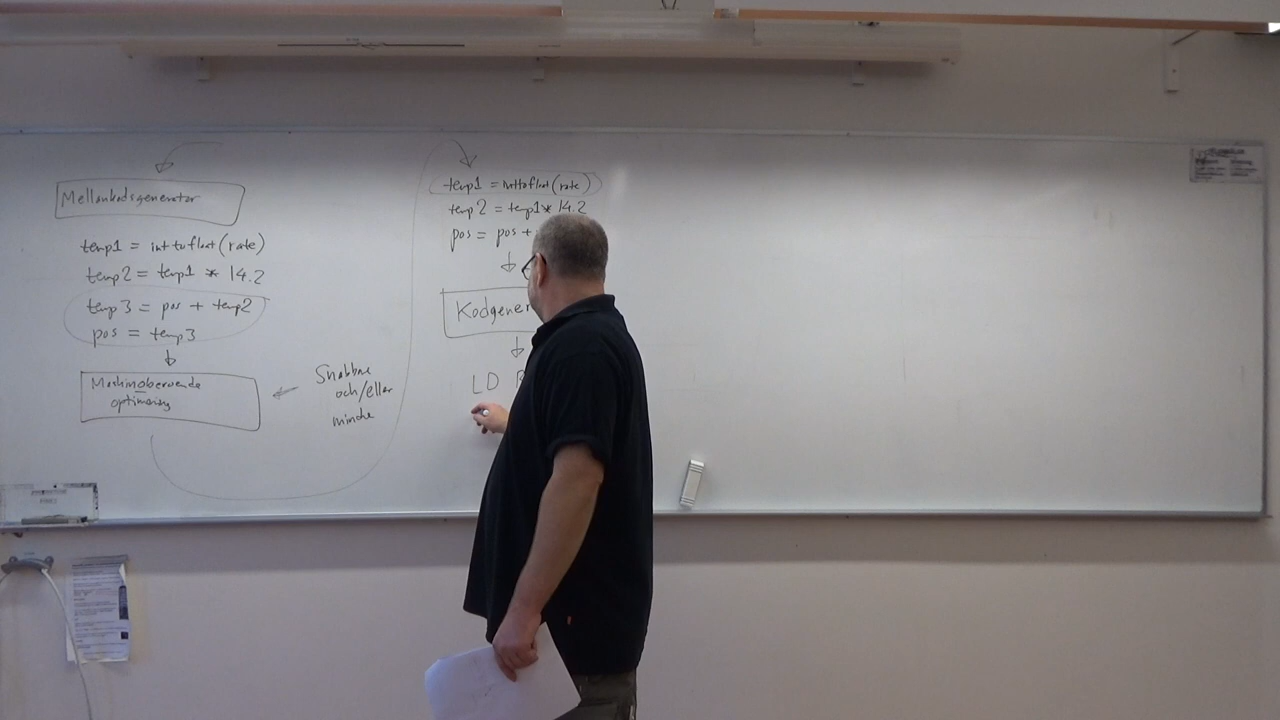 Mellankodsgenerator
temp1 = inttofloat(rate)
temp2 = temp1 * 14.2
temp3 = pos + temp2
pos = temp3
Maskinoberoende
optimering
Snabbare
och/eller
mindre
temp1 = inttofloat(rate)
temp2 = temp1 * 14.2
pos = pos +
Kodgener
LD